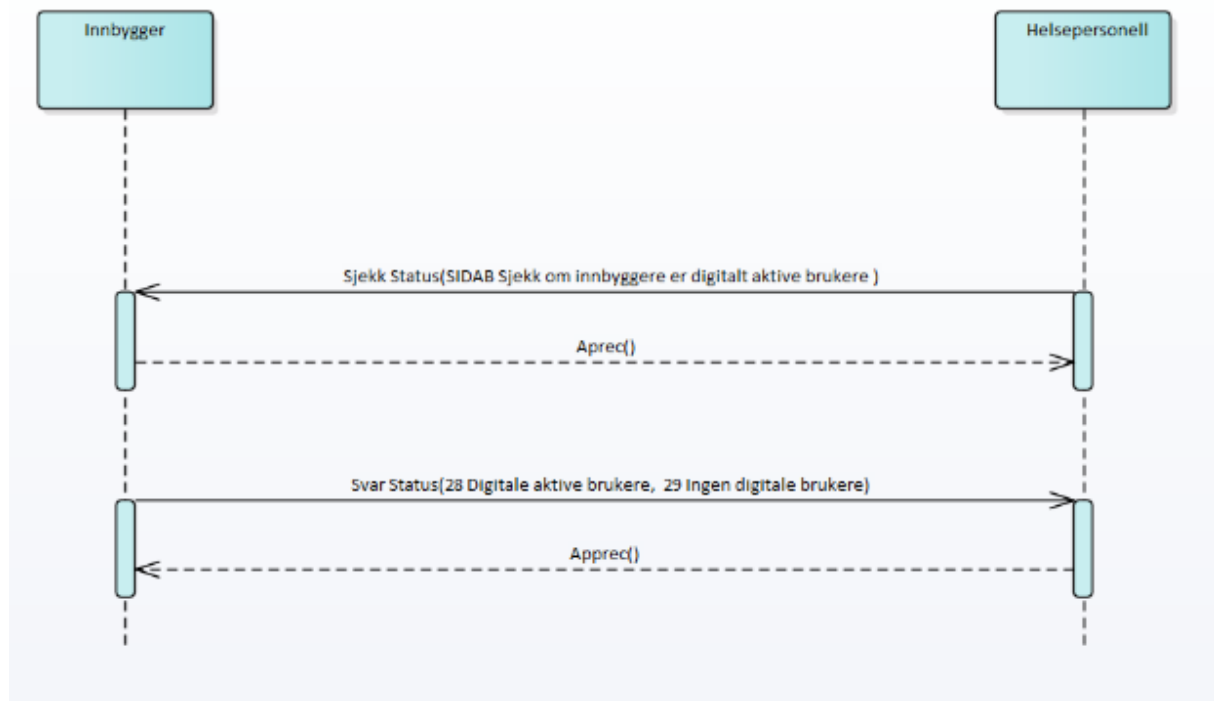 Innbygger
Helsepersonell
Sjekk Status(SIDAB Sjekk om innbyggere er digitalt aktive brukere )
Aprec()
Svar Status(28 Digitale aktive brukere,  29 Ingen digitale brukere)
Apprec()